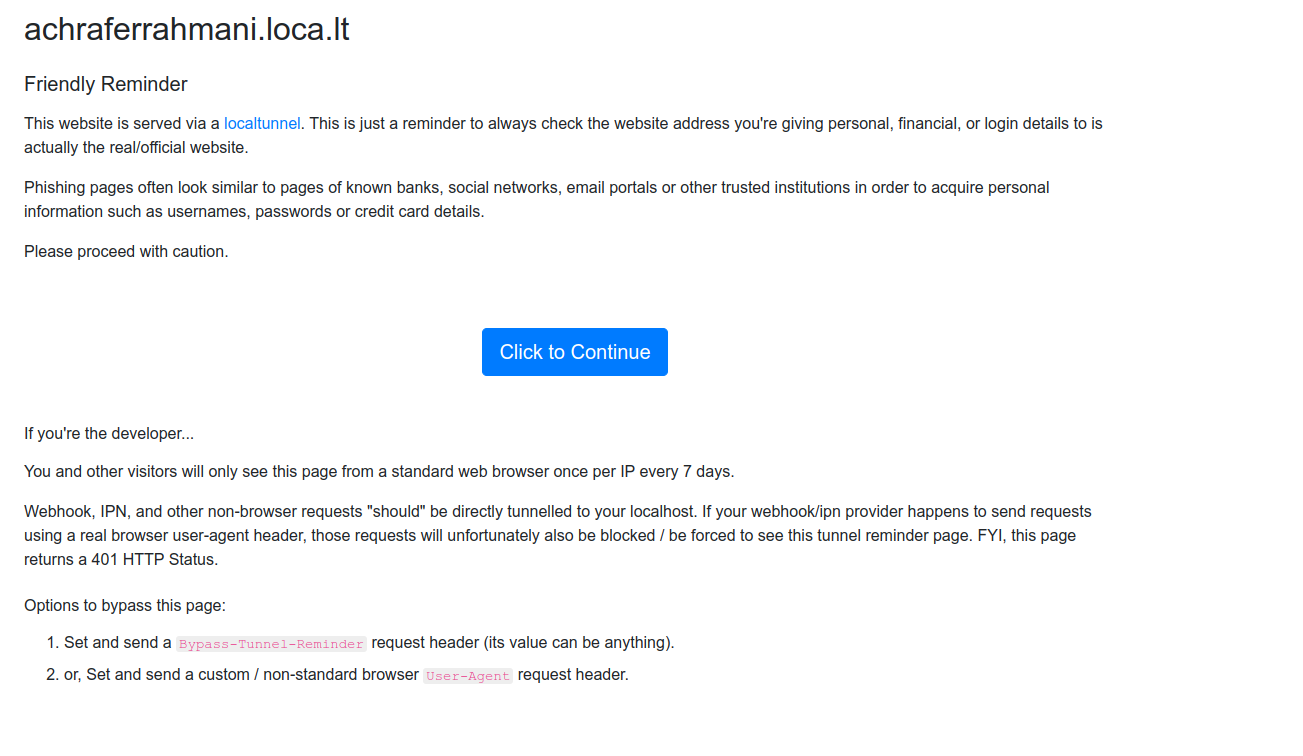 achraferrahmani.loca.lt
Friendly Reminder
This website is served via a localtunnel. This is just a reminder to always check the website address you're giving personal, financial, or login details to is
actually the real/official website.
Phishing pages often look similar to pages of known banks, social networks, email portals or other trusted institutions in order to acquire personal
information such as usernames, passwords or credit card details.
Please proceed with caution.
Click to Continue
If you're the developer...
You and other visitors will only see this page from a standard web browser once per IP every 7 days.
Webhook, IPN, and other non-browser requests "should" be directly tunnelled to your localhost. If your webhook/ipn provider happens to send requests
using a real browser user-agent header, those requests will unfortunately also be blocked / be forced to see this tunnel reminder page. FYI, this page
returns a 401 HTTP Status.
Options to bypass this page:
1. Set and send a Bypass-Tunnel-Reminder request header (its value can be anything).
2. or, Set and send a custom / non-standard browser User-Agent request header.